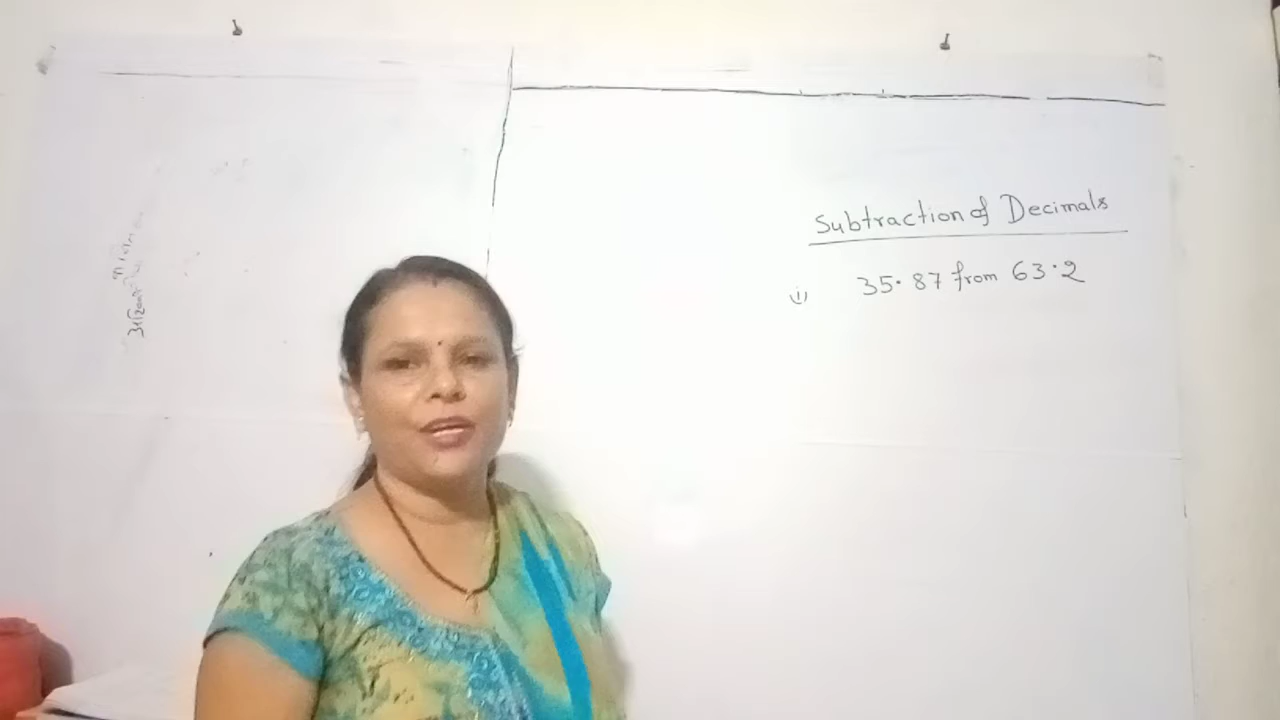 Subtraction of Decimals
i) 35.87 from 63.2